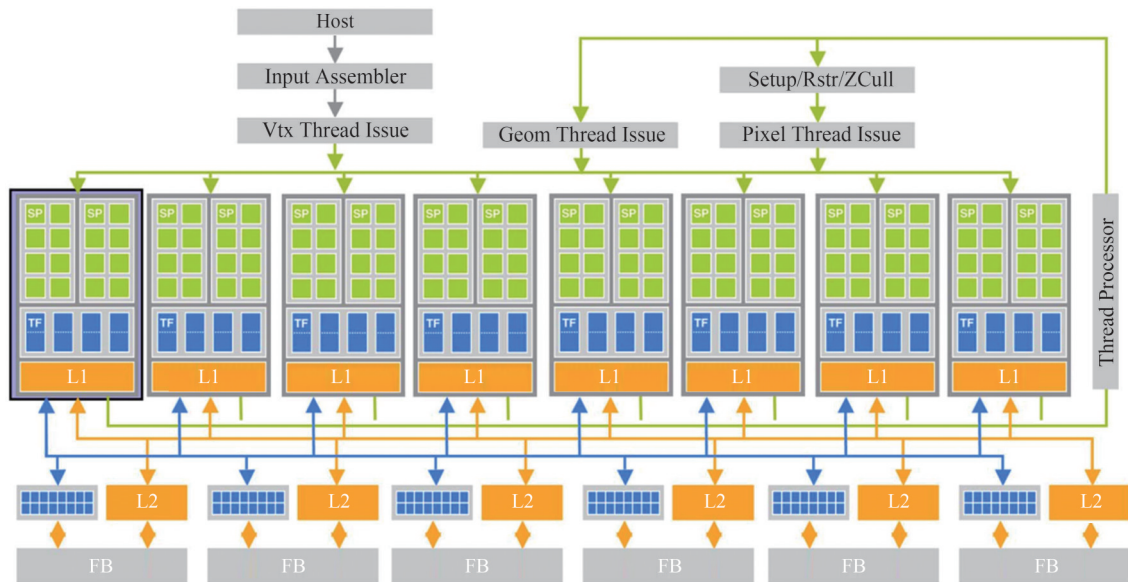 Host
Input Assembler
Setup/Rstr/ZCull
Vtx Thread Issue
Geom Thread Issue
Pixel Thread Issue
SP SP SP SP SP SP SP SP SP SP SP SP SP SP SP SP
Thread Processor
TF TF TF TF TF TF TF TF
L1 L1 L1 L1 L1 L1 L1 L1
L2 L2 L2 L2 L2 L2
FB FB FB FB FB FB